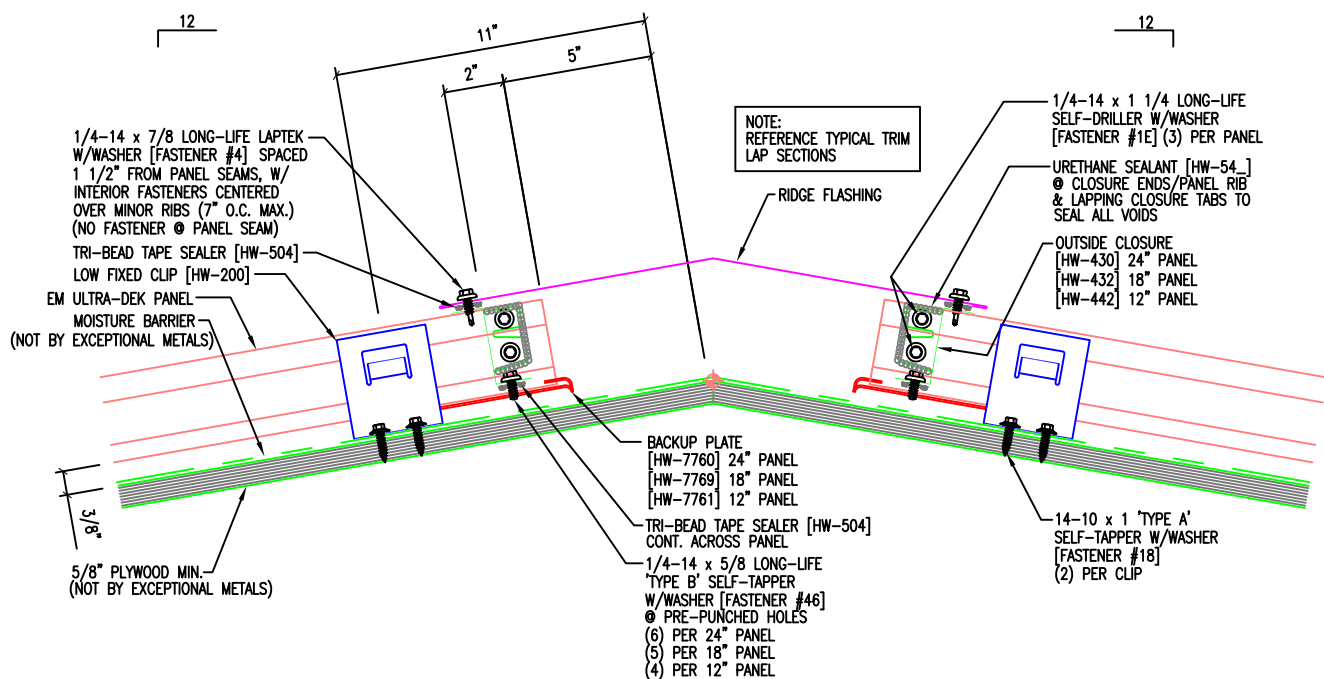 12
12
11"
2"
5"
1/4-14 x 7/8 LONG-LIFE LAPTEK
W/WASHER [FASTENER #4] SPACED
1 1/2" FROM PANEL SEAMS, W/
INTERIOR FASTENERS CENTERED
OVER MINOR RIBS (7" O.C. MAX.)
(NO FASTENER @ PANEL SEAM)
TRI-BEAD TAPE SEALER [HW-504]
LOW FIXED CLIP [HW-200]
EM ULTRA-DEK PANEL
MOISTURE BARRIER
(NOT BY EXCEPTIONAL METALS)
3/8"
5/8" PLYWOOD MIN.
(NOT BY EXCEPTIONAL METALS)
NOTE:
REFERENCE TYPICAL TRIM
LAP SECTIONS
RIDGE FLASHING
1/4-14 x 1 1/4 LONG-LIFE
SELF-DRILLER W/WASHER
[FASTENER #1E] (3) PER PANEL
URETHANE SEALANT [HW-54_]
@ CLOSURE ENDS/PANEL RIB
& LAPPING CLOSURE TABS TO
SEAL ALL VOIDS
OUTSIDE CLOSURE
[HW-430] 24" PANEL
[HW-432] 18" PANEL
[HW-442] 12" PANEL
BACKUP PLATE
[HW-7760] 24" PANEL
[HW-7769] 18" PANEL
[HW-7761] 12" PANEL
TRI-BEAD TAPE SEALER [HW-504]
CONT. ACROSS PANEL
1/4-14 x 5/8 LONG-LIFE
'TYPE B' SELF-TAPPER
W/WASHER [FASTENER #46]
@ PRE-PUNCHED HOLES
(6) PER 24" PANEL
(5) PER 18" PANEL
(4) PER 12" PANEL
14-10 x 1 'TYPE A'
SELF-TAPPER W/WASHER
[FASTENER #18]
(2) PER CLIP